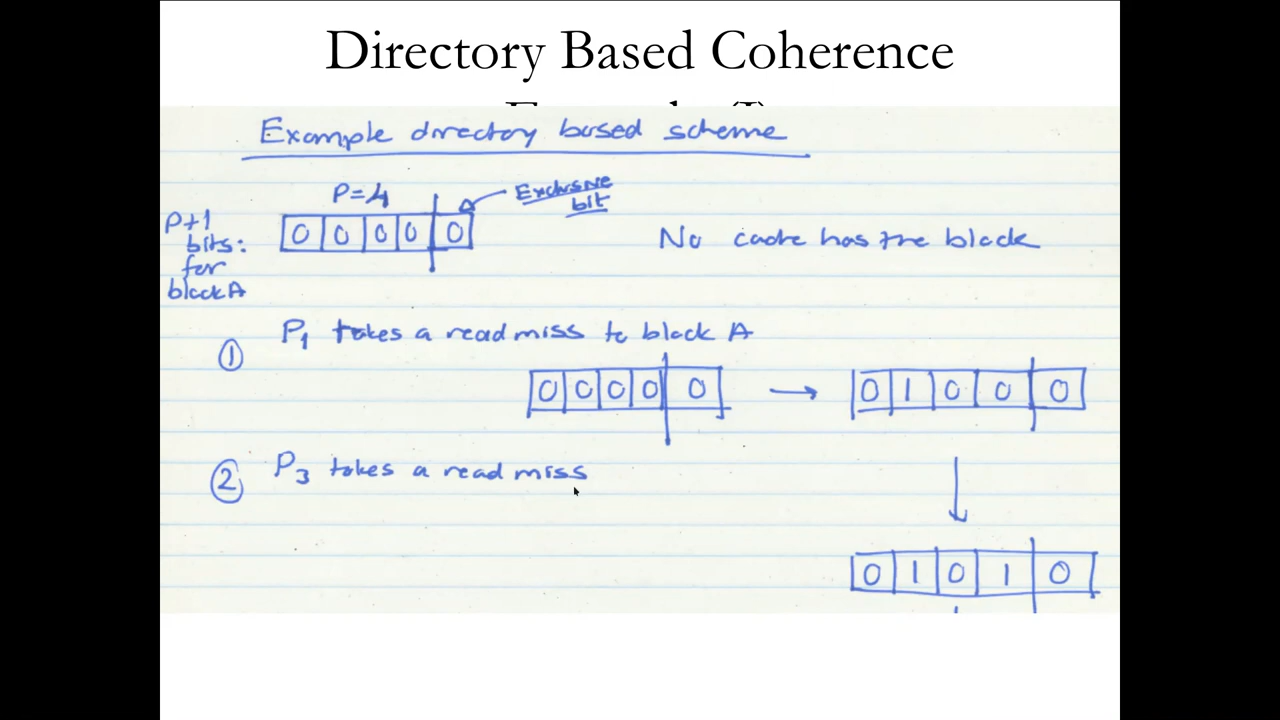 Directory Based Coherence
Example directory based scheme
P=4
Exclusive
bit
P+1
bits:
for
block A
0 0 0 0 0
No cache has the block
1 P1 takes a read miss to block A
0 0 0 0 0 → 0 1 0 0 0
2 P3 takes a read miss
0 1 0 1 0